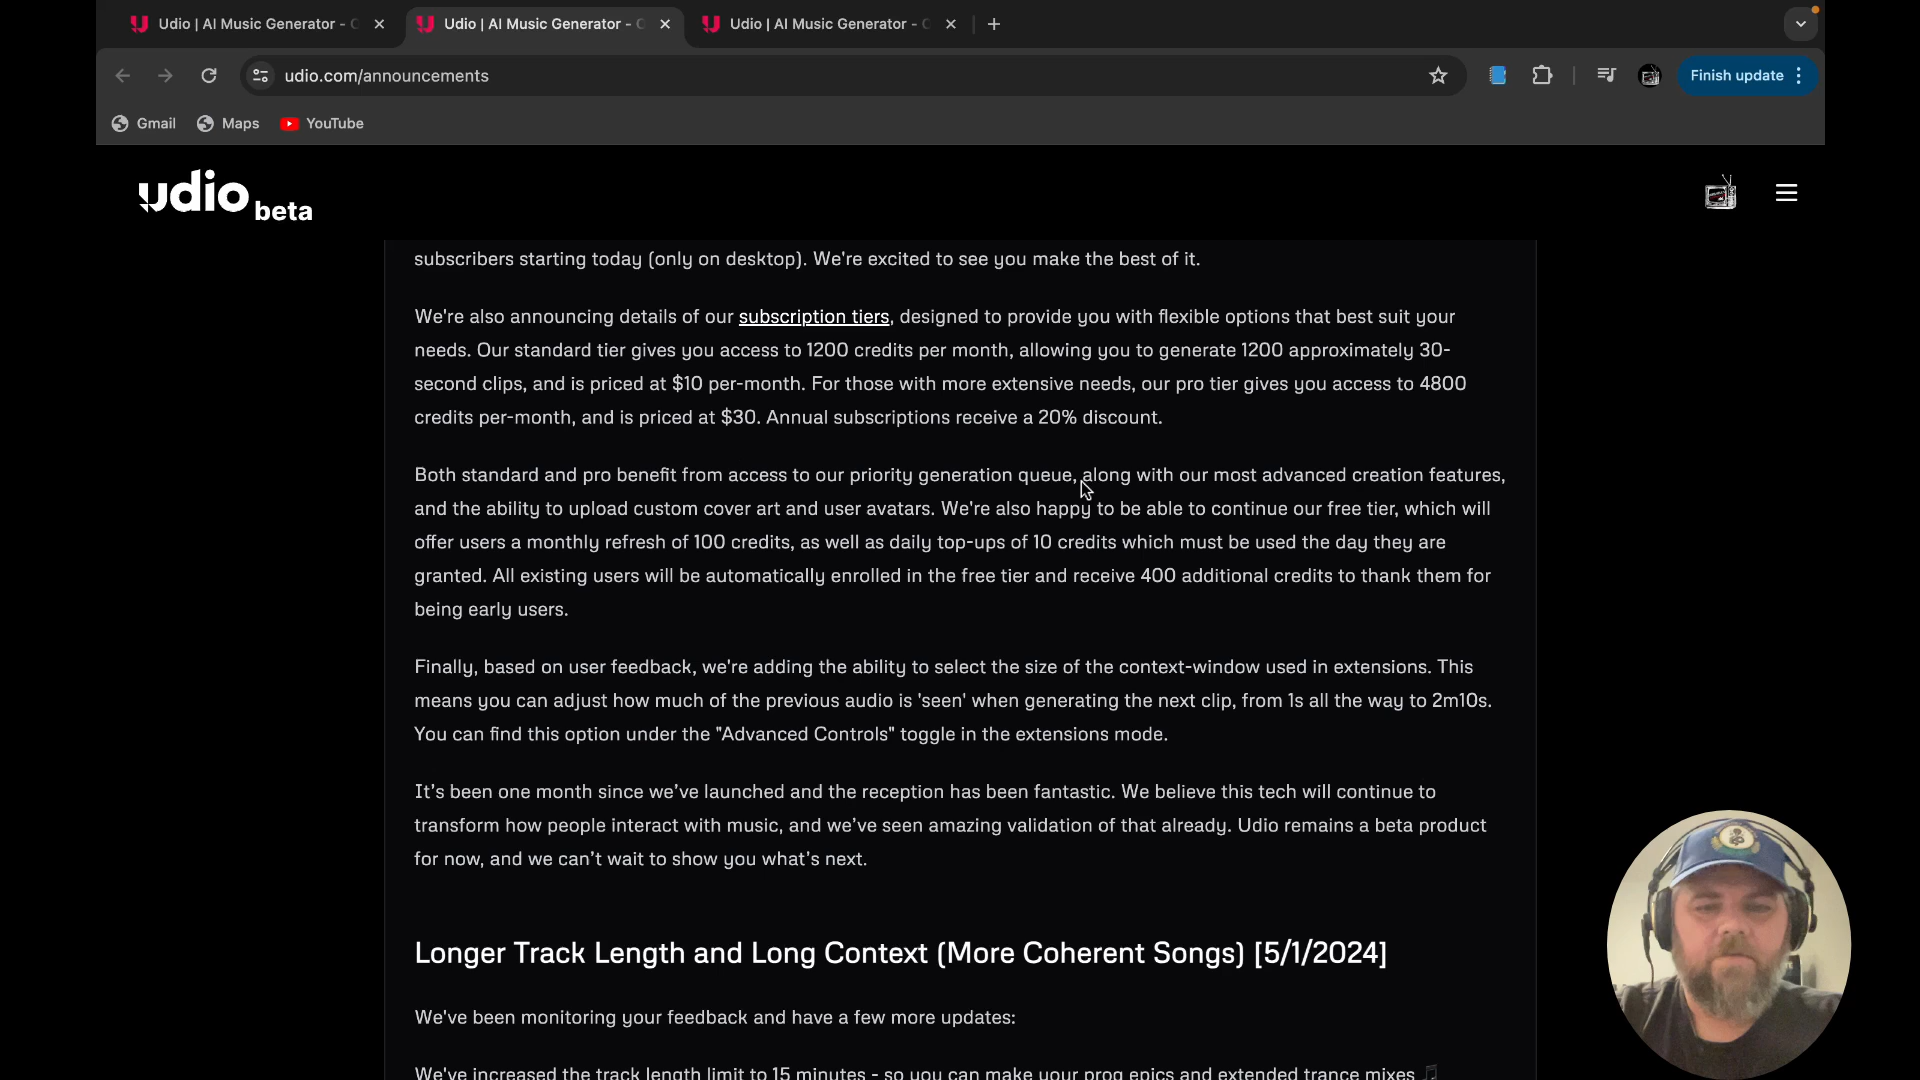 Udio | AI Music Generator -
Udio | AI Music Generator -
Udio | AI Music Generator -
udio.com/announcements
Finish update
Gmail
Maps
YouTube
udio beta
subscribers starting today (only on desktop). We're excited to see you make the best of it.
We're also announcing details of our subscription tiers, designed to provide you with flexible options that best suit your
needs. Our standard tier gives you access to 1200 credits per month, allowing you to generate 1200 approximately 30-
second clips, and is priced at $10 per-month. For those with more extensive needs, our pro tier gives you access to 4800
credits per-month, and is priced at $30. Annual subscriptions receive a 20% discount.
Both standard and pro benefit from access to our priority generation queue, along with our most advanced creation features,
and the ability to upload custom cover art and user avatars. We're also happy to be able to continue our free tier, which will
offer users a monthly refresh of 100 credits, as well as daily top-ups of 10 credits which must be used the day they are
granted. All existing users will be automatically enrolled in the free tier and receive 400 additional credits to thank them for
being early users.
Finally, based on user feedback, we're adding the ability to select the size of the context-window used in extensions. This
means you can adjust how much of the previous audio is 'seen' when generating the next clip, from 1s all the way to 2m10s.
You can find this option under the "Advanced Controls" toggle in the extensions mode.
It's been one month since we've launched and the reception has been fantastic. We believe this tech will continue to
transform how people interact with music, and we've seen amazing validation of that already. Udio remains a beta product
for now, and we can't wait to show you what's next.
Longer Track Length and Long Context (More Coherent Songs) [5/1/2024]
We've been monitoring your feedback and have a few more updates:
We've increased the track length limit to 15 minutes - so you can make your prog epics and extended trance mixes 🎵